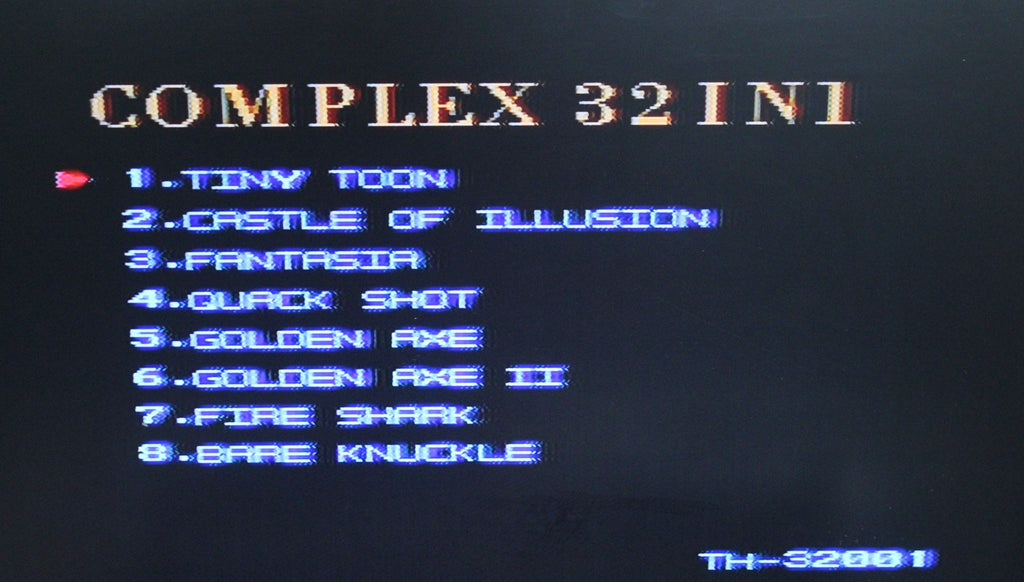 COMPLEX 32IN1
1.TINY TOON
2.CASTLE OF ILLUSION
3.FANTASIA
4.QUACK SHOT
5.GOLDEN AXE
6.GOLDEN AXE II
7.FIRE SHARK
8.BARE KNUCKLE
TH-32001